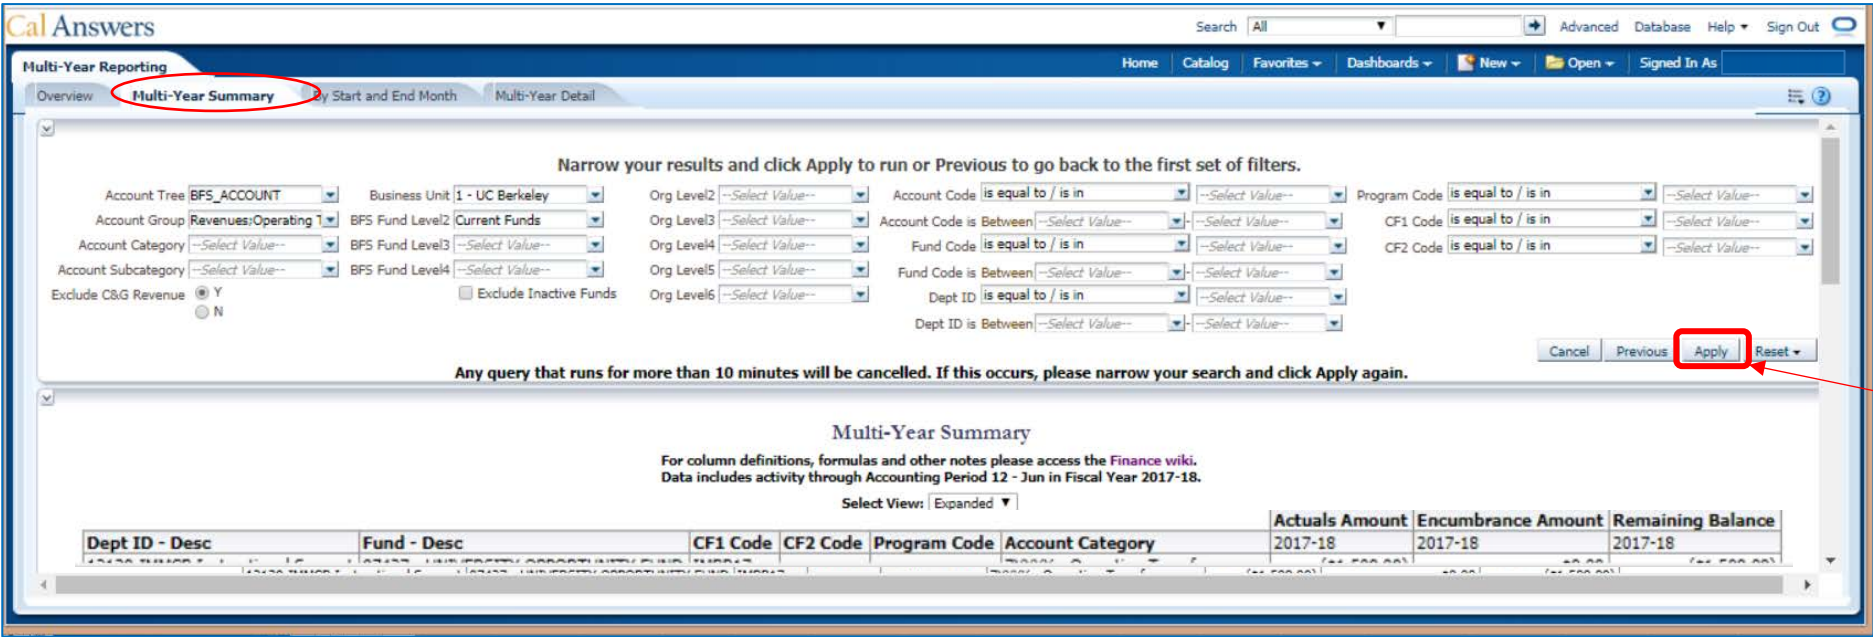 Cal Answers
Search All Advanced Database Help Sign Out
Multi-Year Reporting
Home Catalog Favorites Dashboards New Open Signed In As
Overview Multi-Year Summary By Start and End Month Multi-Year Detail
Narrow your results and click Apply to run or Previous to go back to the first set of filters.
Account Tree BFS_ACCOUNT Business Unit 1 - UC Berkeley Org Level2 --Select Value-- Account Code is equal to / is in --Select Value-- Program Code is equal to / is in --Select Value--
Account Group Revenues;Operating T BFS Fund Level2 Current Funds Org Level3 --Select Value-- Account Code is Between --Select Value-- - --Select Value-- CF1 Code is equal to / is in --Select Value--
Account Category --Select Value-- BFS Fund Level3 --Select Value-- Org Level4 --Select Value-- Fund Code is equal to / is in --Select Value-- CF2 Code is equal to / is in --Select Value--
Account Subcategory --Select Value-- BFS Fund Level4 --Select Value-- Org Level5 --Select Value-- Fund Code is Between --Select Value-- - --Select Value--
Exclude C&G Revenue Y Exclude Inactive Funds Org Level6 --Select Value-- Dept ID is equal to / is in --Select Value--
N
Dept ID is Between --Select Value-- - --Select Value--
Cancel Previous Apply Reset
Any query that runs for more than 10 minutes will be cancelled. If this occurs, please narrow your search and click Apply again.
Multi-Year Summary
For column definitions, formulas and other notes please access the Finance wiki.
Data includes activity through Accounting Period 12 - Jun in Fiscal Year 2017-18.
Select View: Expanded
Actuals Amount Encumbrance Amount Remaining Balance
Dept ID - Desc Fund - Desc CF1 Code CF2 Code Program Code Account Category 2017-18 2017-18 2017-18